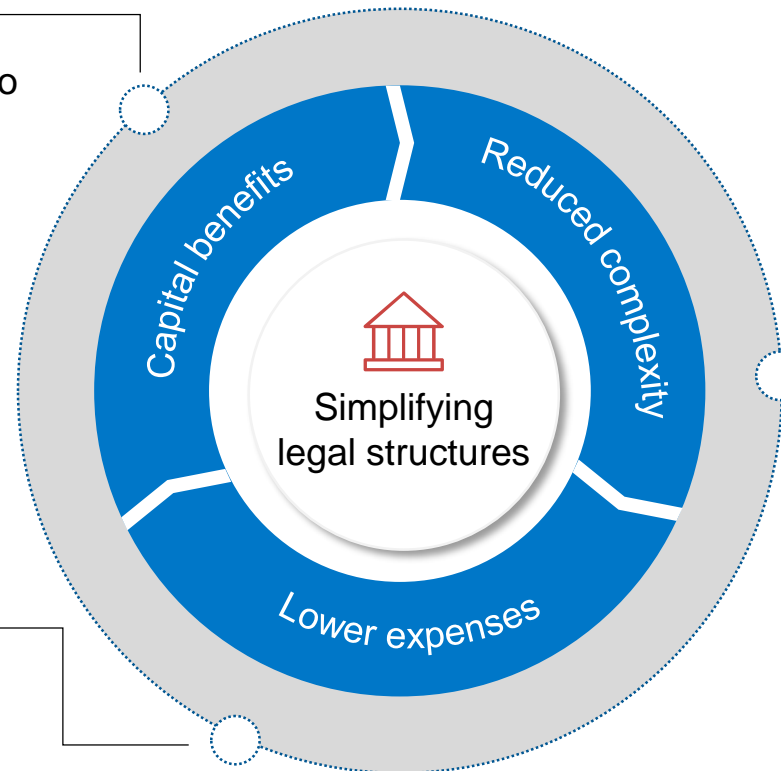 Capital benefits
Reduced complexity
Simplifying
legal structures
Lower expenses